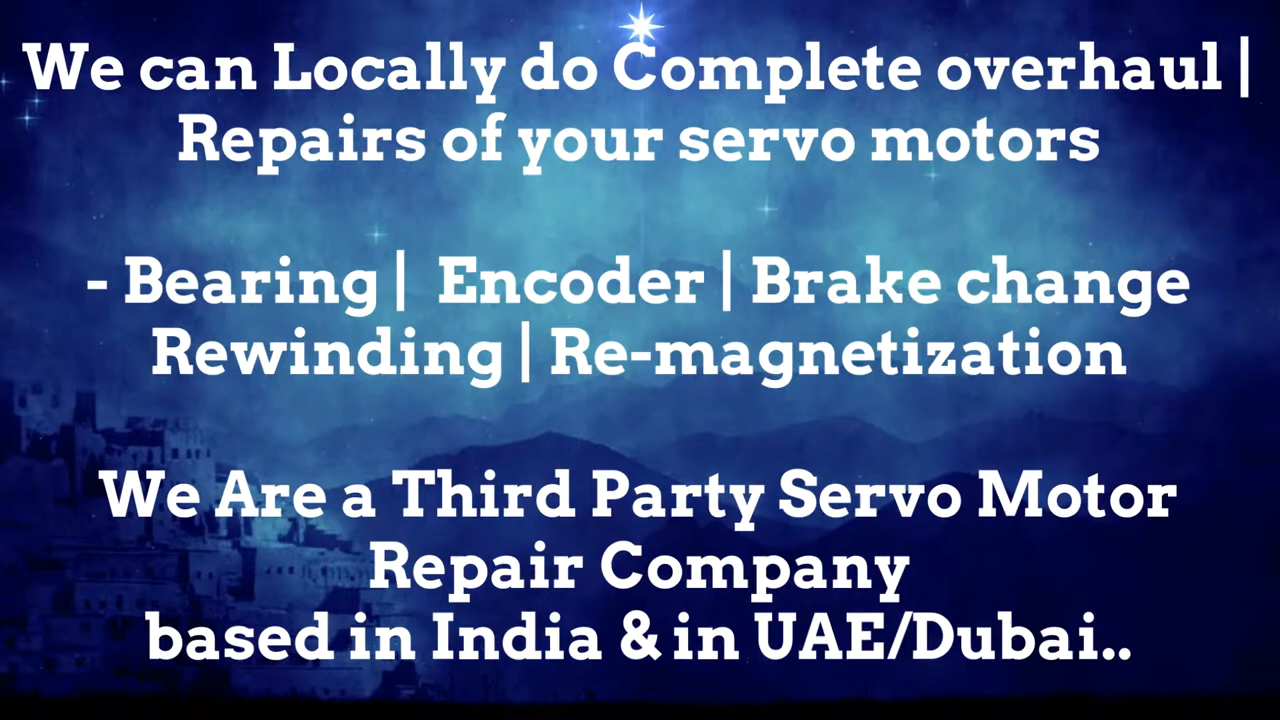 We can Locally do Complete overhaul |
Repairs of your servo motors
- Bearing | Encoder | Brake change
Rewinding | Re-magnetization
We Are a Third Party Servo Motor
Repair Company
based in India & in UAE/Dubai..